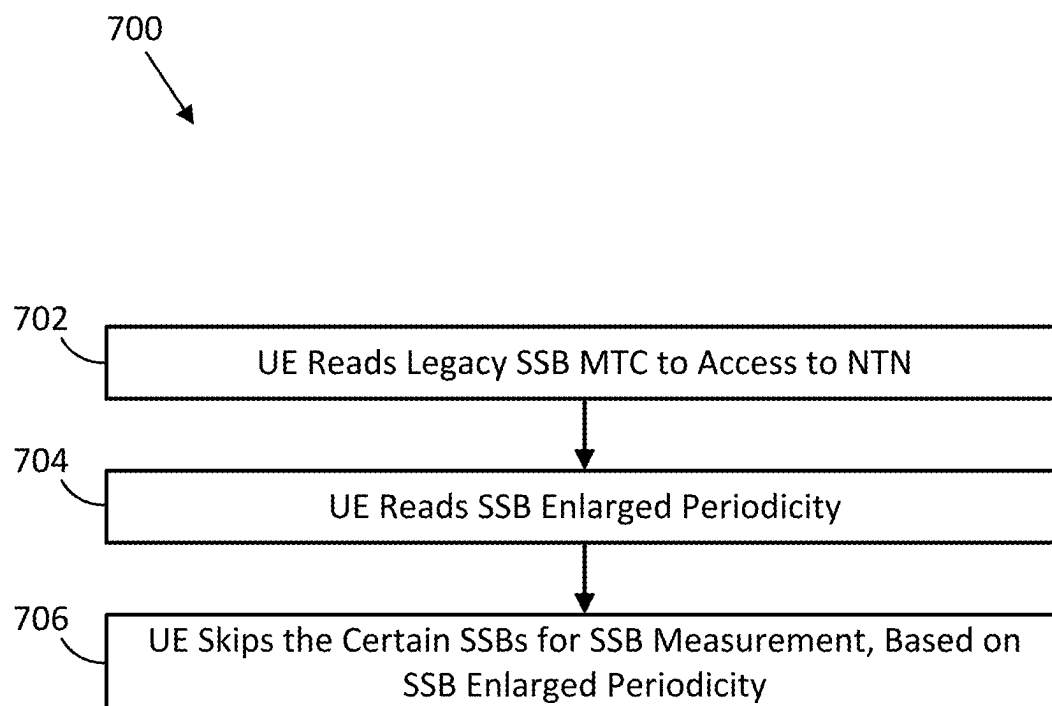 700
702
UE Reads Legacy SSB MTC to Access to NTN
704
UE Reads SSB Enlarged Periodicity
706
UE Skips the Certain SSBs for SSB Measurement, Based on
SSB Enlarged Periodicity